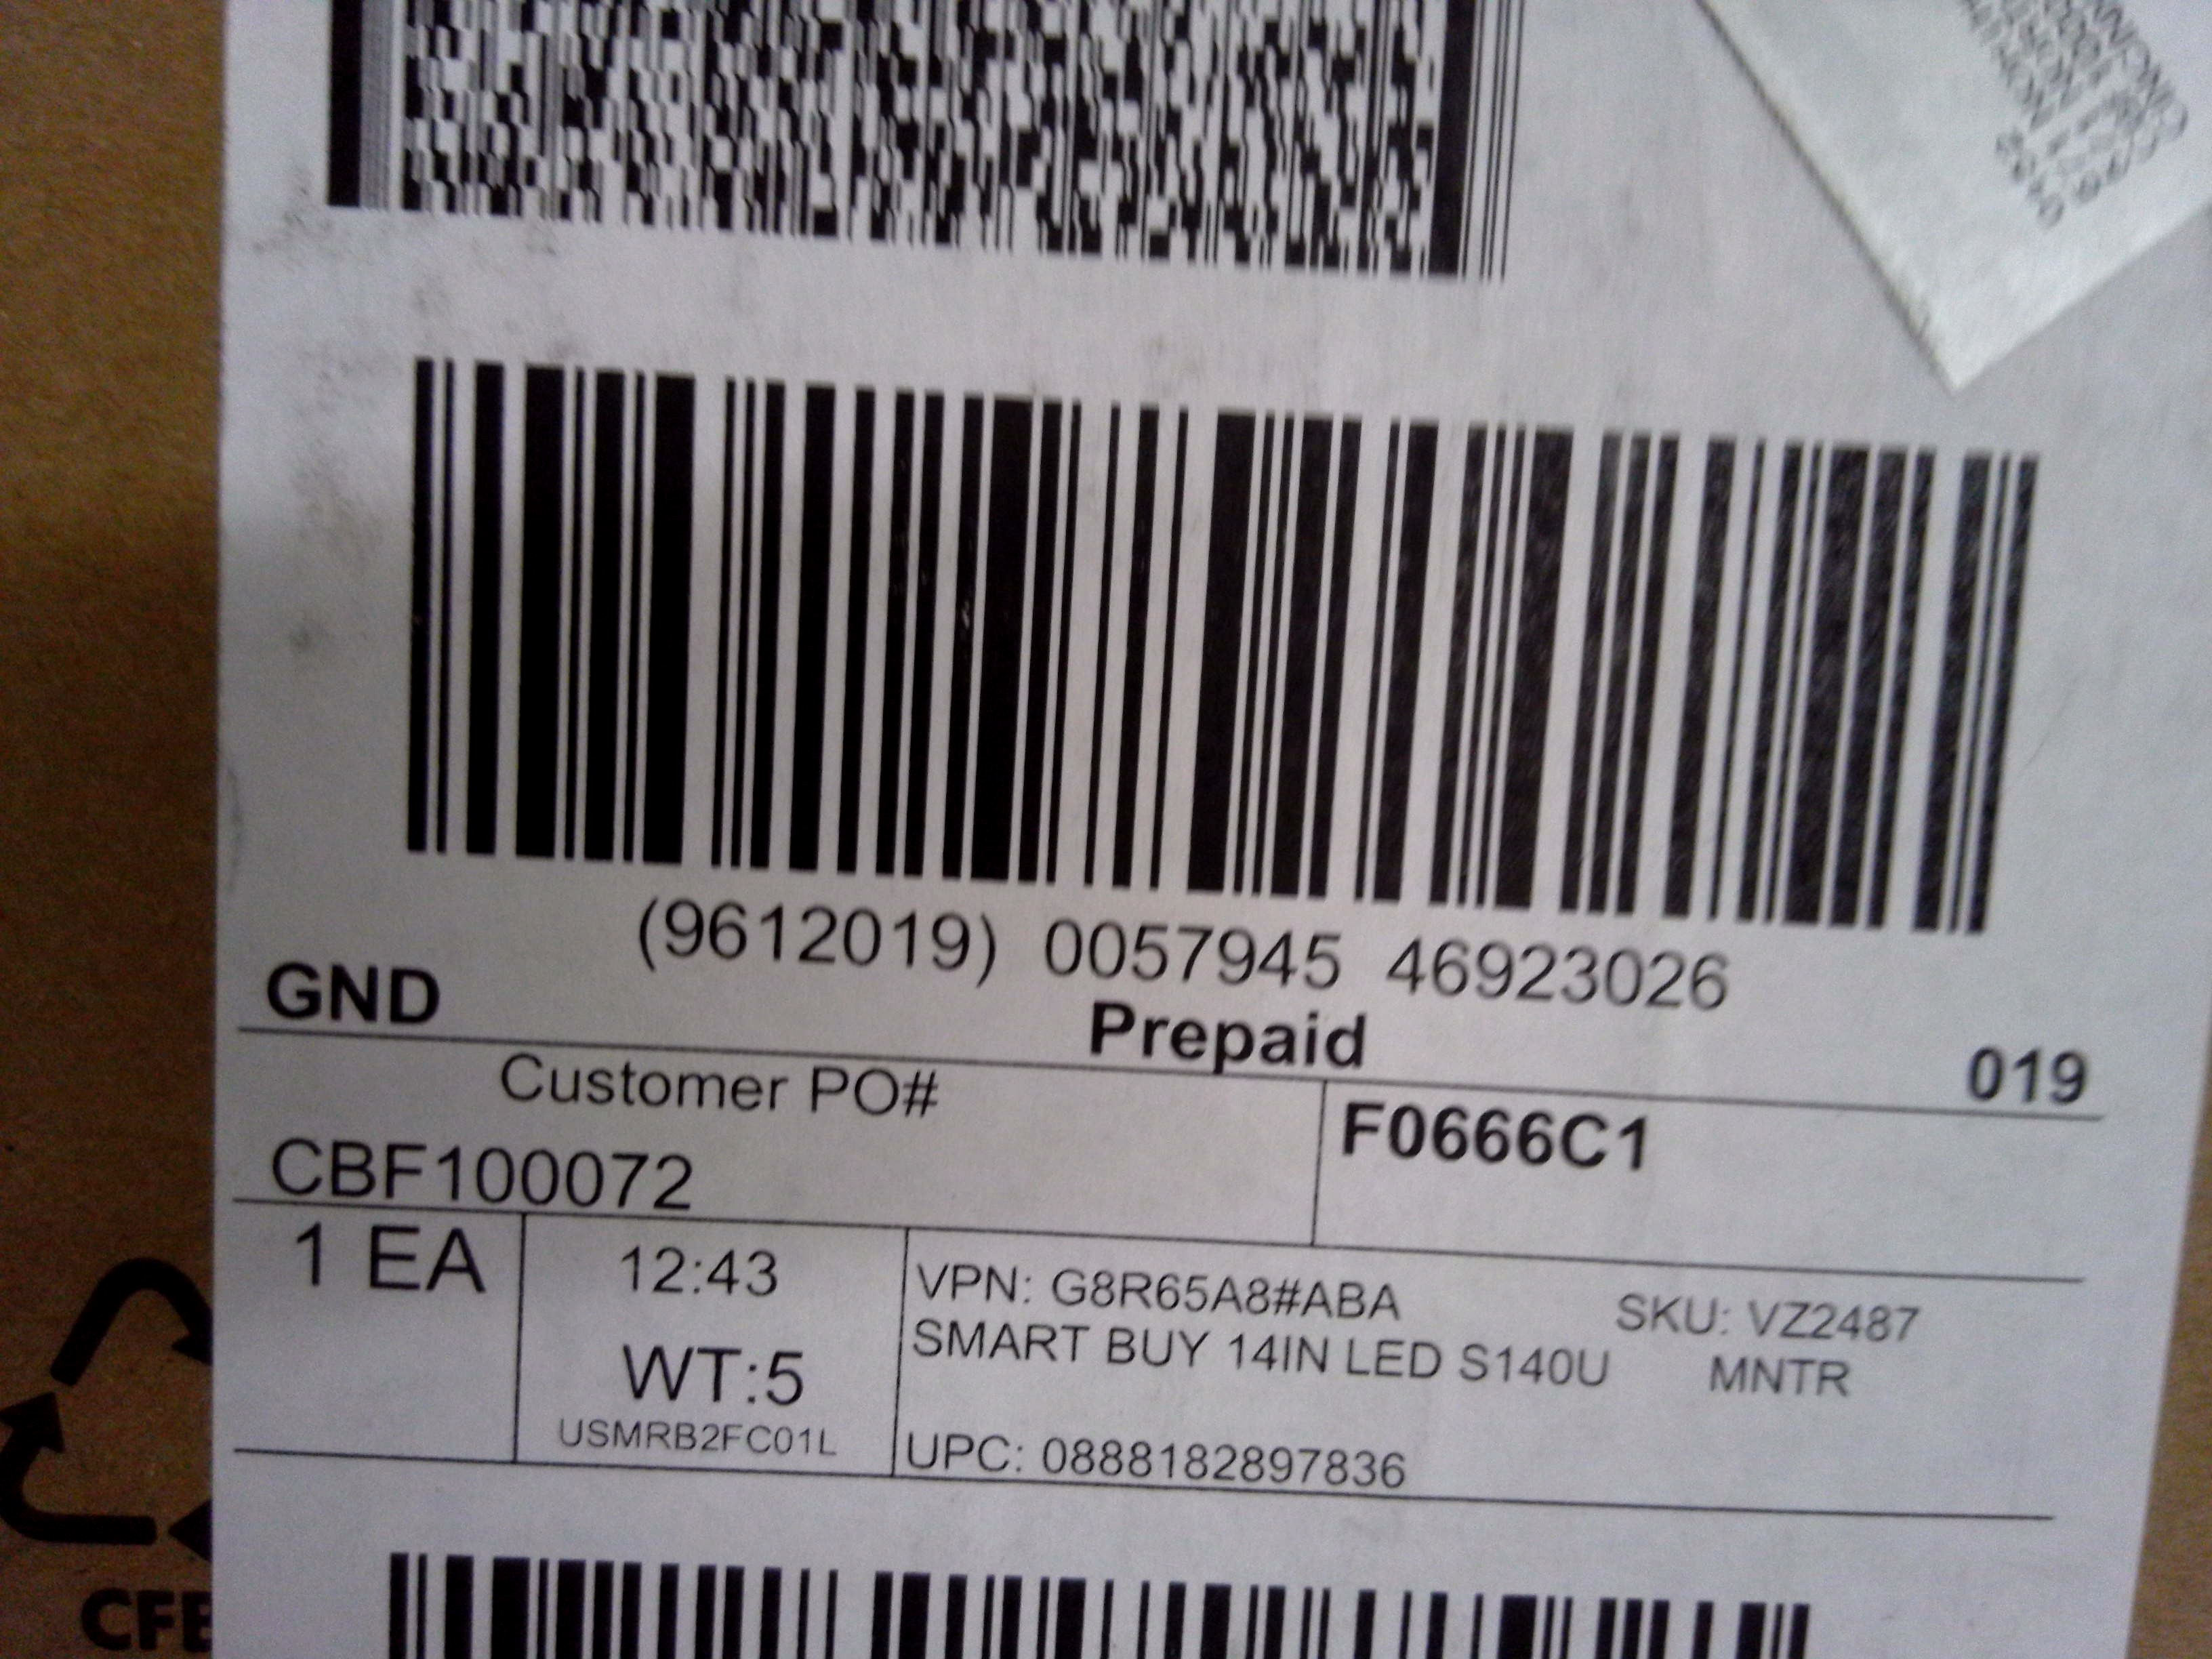 (9612019) 0057945 46923026
GND
Prepaid
019
Customer PO#
CBF100072
F0666C1
1 EA
12:43
WT:5
USMRB2FC01L
VPN: G8R65A8#ABA
SKU: VZ2487
SMART BUY 14IN LED S140U MNTR
UPC: 0888182897836